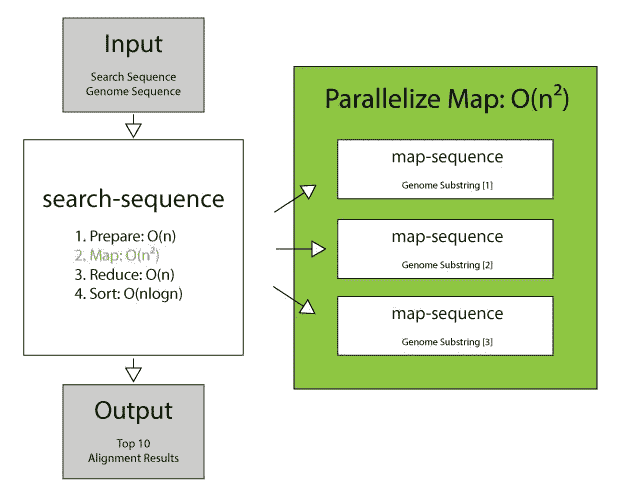 Input
Search Sequence
Genome Sequence
search-sequence
1. Prepare: O(n)
2. Map: O(n²)
3. Reduce: O(n)
4. Sort: O(nlogn)
Output
Top 10
Alignment Results
Parallelize Map: O(n²)
map-sequence
Genome Substring [1]
map-sequence
Genome Substring [2]
map-sequence
Genome Substring [3]